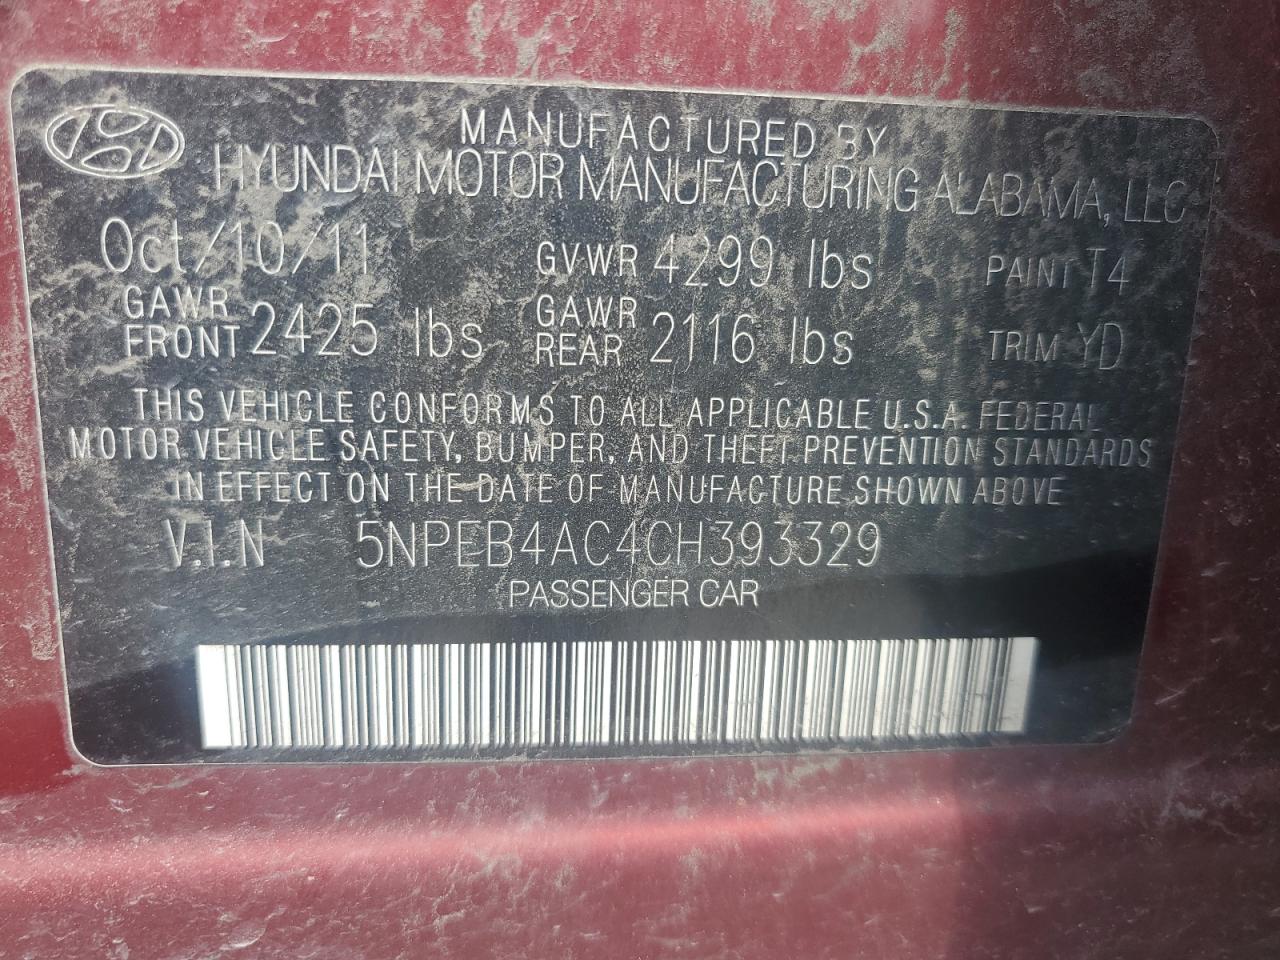 MANUFACTURED BY
HYUNDAI MOTOR MANUFACTURING ALABAMA, LLC
Oct/10/11 GVWR 4299 lbs PAINT T4
GAWR FRONT 2425 lbs GAWR REAR 2116 lbs TRIM YD
THIS VEHICLE CONFORMS TO ALL APPLICABLE U.S.A. FEDERAL
MOTOR VEHICLE SAFETY, BUMPER, AND THEFT PREVENTION STANDARDS
IN EFFECT ON THE DATE OF MANUFACTURE SHOWN ABOVE
V.I.N 5NPEB4AC4CH393329
PASSENGER CAR